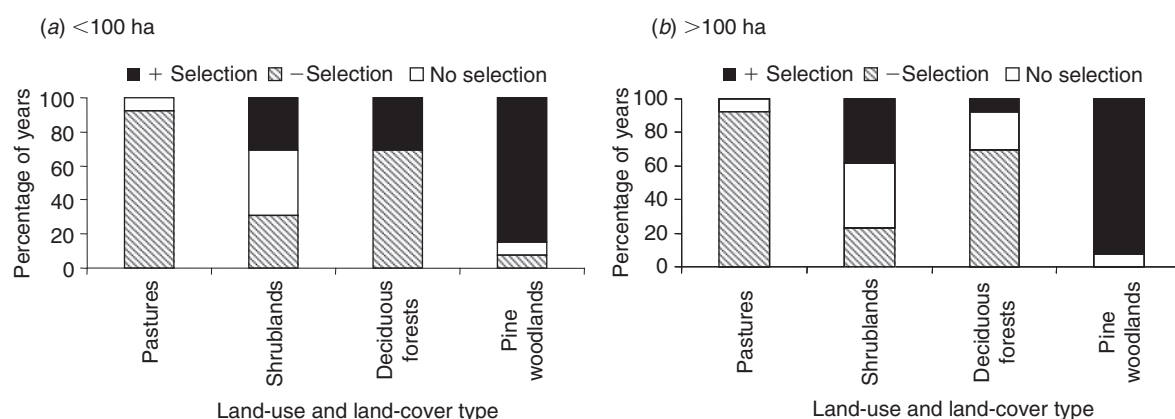 (a) <100 ha
+ Selection −Selection No selection
Percentage of years
100
80
60
40
20
0
Pastures
Shrublands
Deciduous
forests
Pine
woodlands
Land-use and land-cover type
(b) >100 ha
+ Selection −Selection No selection
Percentage of years
100
80
60
40
20
0
Pastures
Shrublands
Deciduous
forests
Pine
woodlands
Land-use and land-cover type